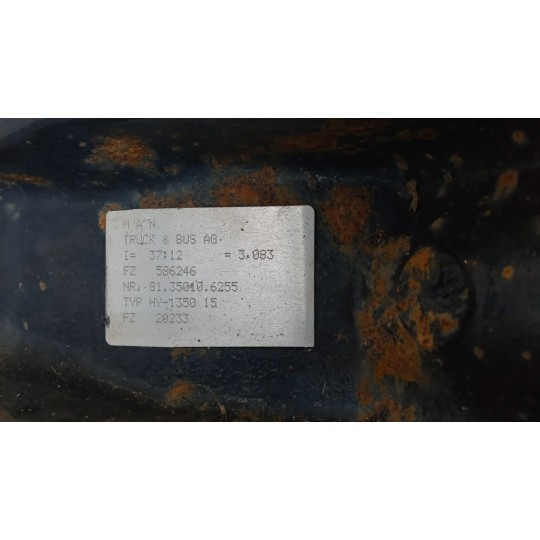 M A N
TRUCK & BUS AG.
I= 37:12 = 3.083
FZ 586246
NR. 81.35010.6255
TYP HY-1350 15
FZ 20233